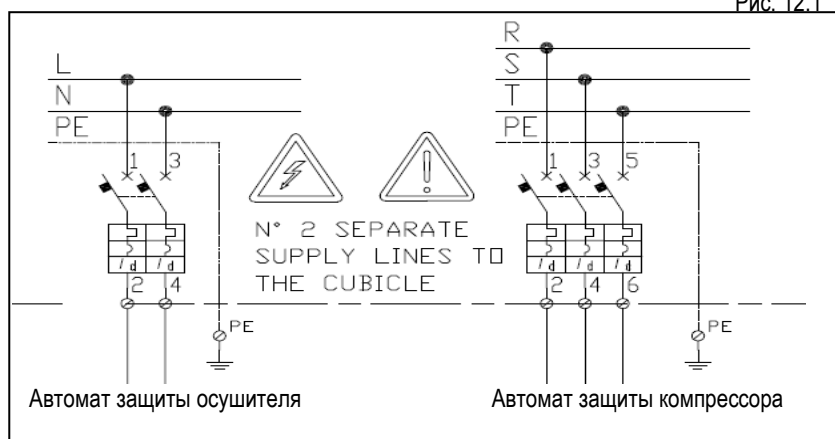 Рис. 12.1
L
N
PE
1 3
I d I d
2 4
PE
N° 2 SEPARATE
SUPPLY LINES TO
THE CUBICLE
R
S
T
PE
1 3 5
I d I d I d
2 4 6
PE
Автомат защиты осушителя
Автомат защиты компрессора